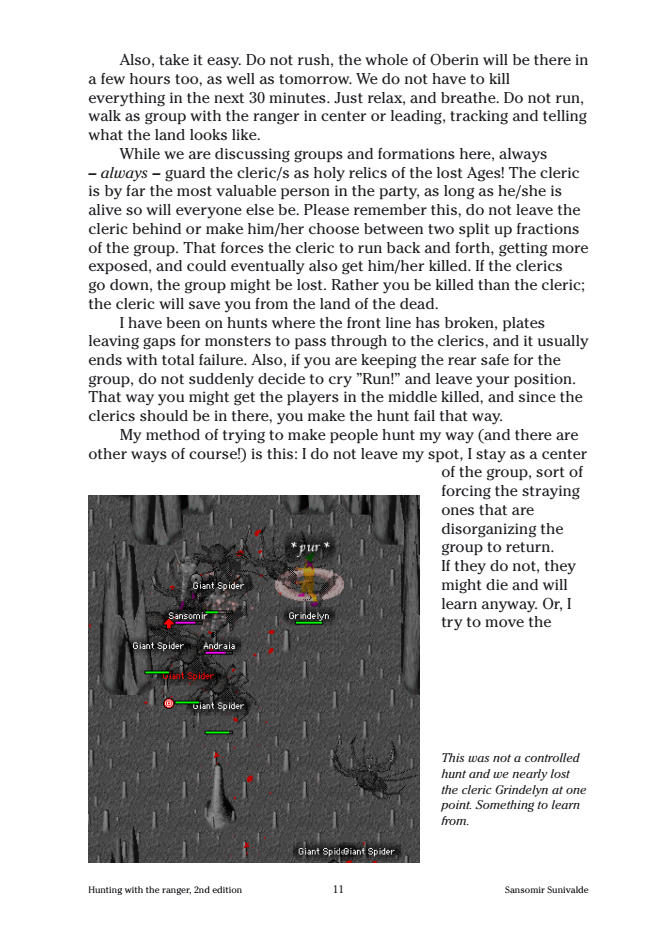 Also, take it easy. Do not rush, the whole of Oberin will be there in
a few hours too, as well as tomorrow. We do not have to kill
everything in the next 30 minutes. Just relax, and breathe. Do not run,
walk as group with the ranger in center or leading, tracking and telling
what the land looks like.
While we are discussing groups and formations here, always
– always – guard the cleric/s as holy relics of the lost Ages! The cleric
is by far the most valuable person in the party, as long as he/she is
alive so will everyone else be. Please remember this, do not leave the
cleric behind or make him/her choose between two split up fractions
of the group. That forces the cleric to run back and forth, getting more
exposed, and could eventually also get him/her killed. If the clerics
go down, the group might be lost. Rather you be killed than the cleric;
the cleric will save you from the land of the dead.
I have been on hunts where the front line has broken, plates
leaving gaps for monsters to pass through to the clerics, and it usually
ends with total failure. Also, if you are keeping the rear safe for the
group, do not suddenly decide to cry ”Run!” and leave your position.
That way you might get the players in the middle killed, and since the
clerics should be in there, you make the hunt fail that way.
My method of trying to make people hunt my way (and there are
other ways of course!) is this: I do not leave my spot, I stay as a center
of the group, sort of
forcing the straying
ones that are
disorganizing the
group to return.
If they do not, they
might die and will
learn anyway. Or, I
try to move the
*pur*
Giant Spider
Sansomir
Grindelyn
Giant Spider
Andraia
Giant Spider
Giant Spider
Giant Spid
Giant Spider
This was not a controlled
hunt and we nearly lost
the cleric Grindelyn at one
point. Something to learn
from.
Hunting with the ranger, 2nd edition
11
Sansomir Sunivalde